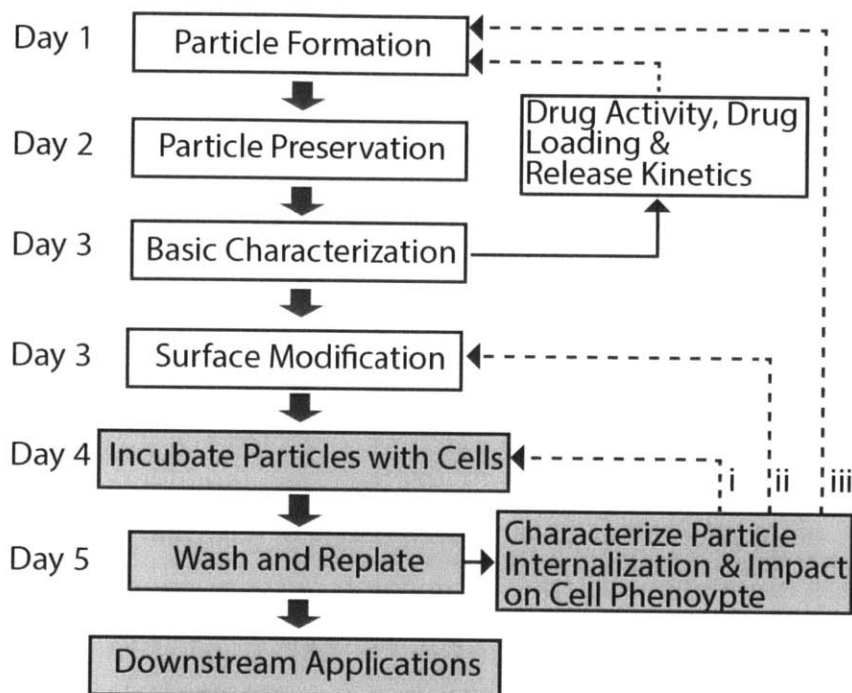 Day 1
Particle Formation
Drug Activity, Drug
Loading &
Release Kinetics
Day 2
Particle Preservation
Day 3
Basic Characterization
Day 3
Surface Modification
Day 4
Incubate Particles with Cells
i
ii
iii
Day 5
Wash and Replate
Characterize Particle
Internalization & Impact
on Cell Phenoypte
Downstream Applications